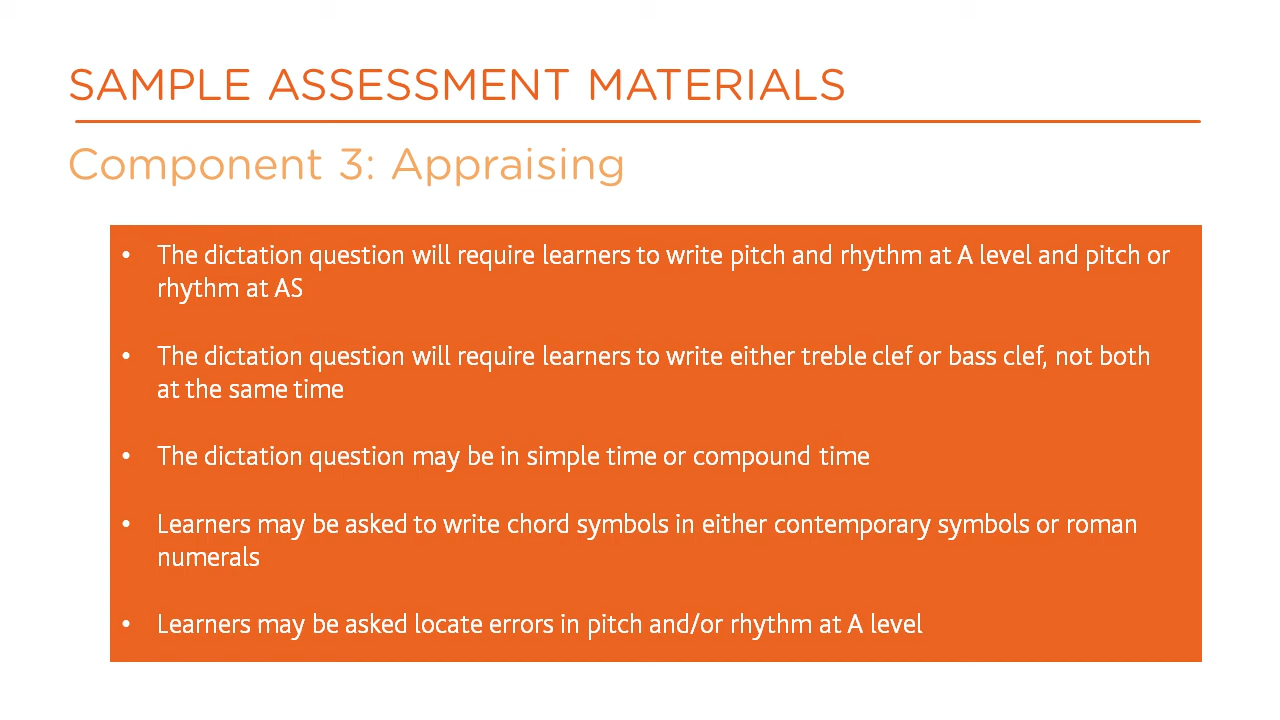 SAMPLE ASSESSMENT MATERIALS
Component 3: Appraising
• The dictation question will require learners to write pitch and rhythm at A level and pitch or
rhythm at AS
• The dictation question will require learners to write either treble clef or bass clef, not both
at the same time
• The dictation question may be in simple time or compound time
• Learners may be asked to write chord symbols in either contemporary symbols or roman
numerals
• Learners may be asked locate errors in pitch and/or rhythm at A level